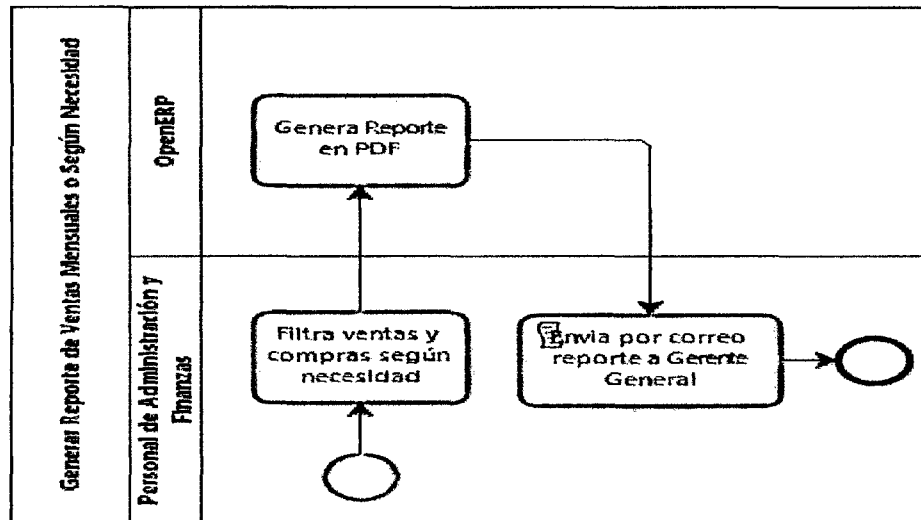 Generar Reporte de Ventas Mensuales o Según Necesidad
OpenERP
Genera Reporte
en PDF
Personal de Administración y
Finanzas
Filtra ventas y
compras según
necesidad
Envia por correo
reporte a Gerente
General